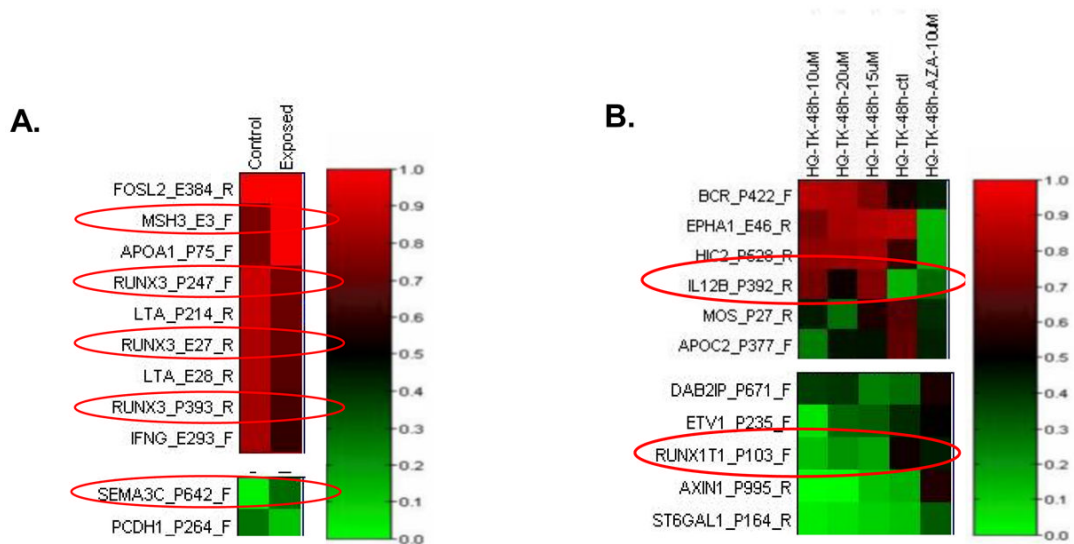 A.
Control
Exposed
FOSL2_E384_R
MSH3_E3_F
APOA1_P75_F
RUNX3_P247_F
LTA_P214_R
RUNX3_E27_R
LTA_E28_R
RUNX3_P393_R
IFNG_E293_F
SEMA3C_P642_F
PCDH1_P264_F
1.0
0.9
0.8
0.7
0.6
0.5
0.4
0.3
0.2
0.1
0.0
B.
HQ-TK-48h-10uM
HQ-TK-48h-20uM
HQ-TK-48h-15uM
HQ-TK-48h-ctl
HQ-TK-48h-AZA-10uM
BCR_P422_F
EPHA1_E46_R
HIC2_P528_R
IL12B_P392_R
MOS_P27_R
APOC2_P377_F
DAB2IP_P671_F
ETV1_P235_F
RUNX1T1_P103_F
AXIN1_P995_R
ST6GAL1_P164_R
1.0
0.9
0.8
0.7
0.6
0.5
0.4
0.3
0.2
0.1
0.0